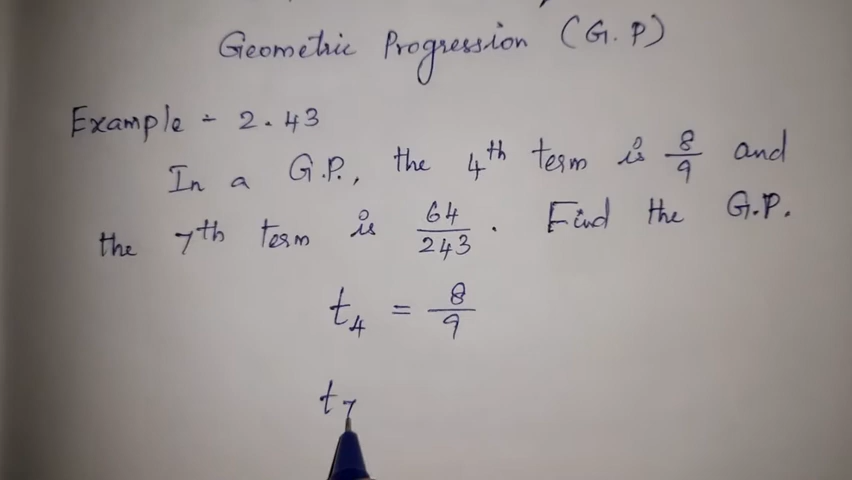 Geometric Progression (G.P)
Example - 2.43
In a G.P., the 4th term is 8/9 and
the 7th term is 64/243. Find the G.P.
t4 = 8/9
t7